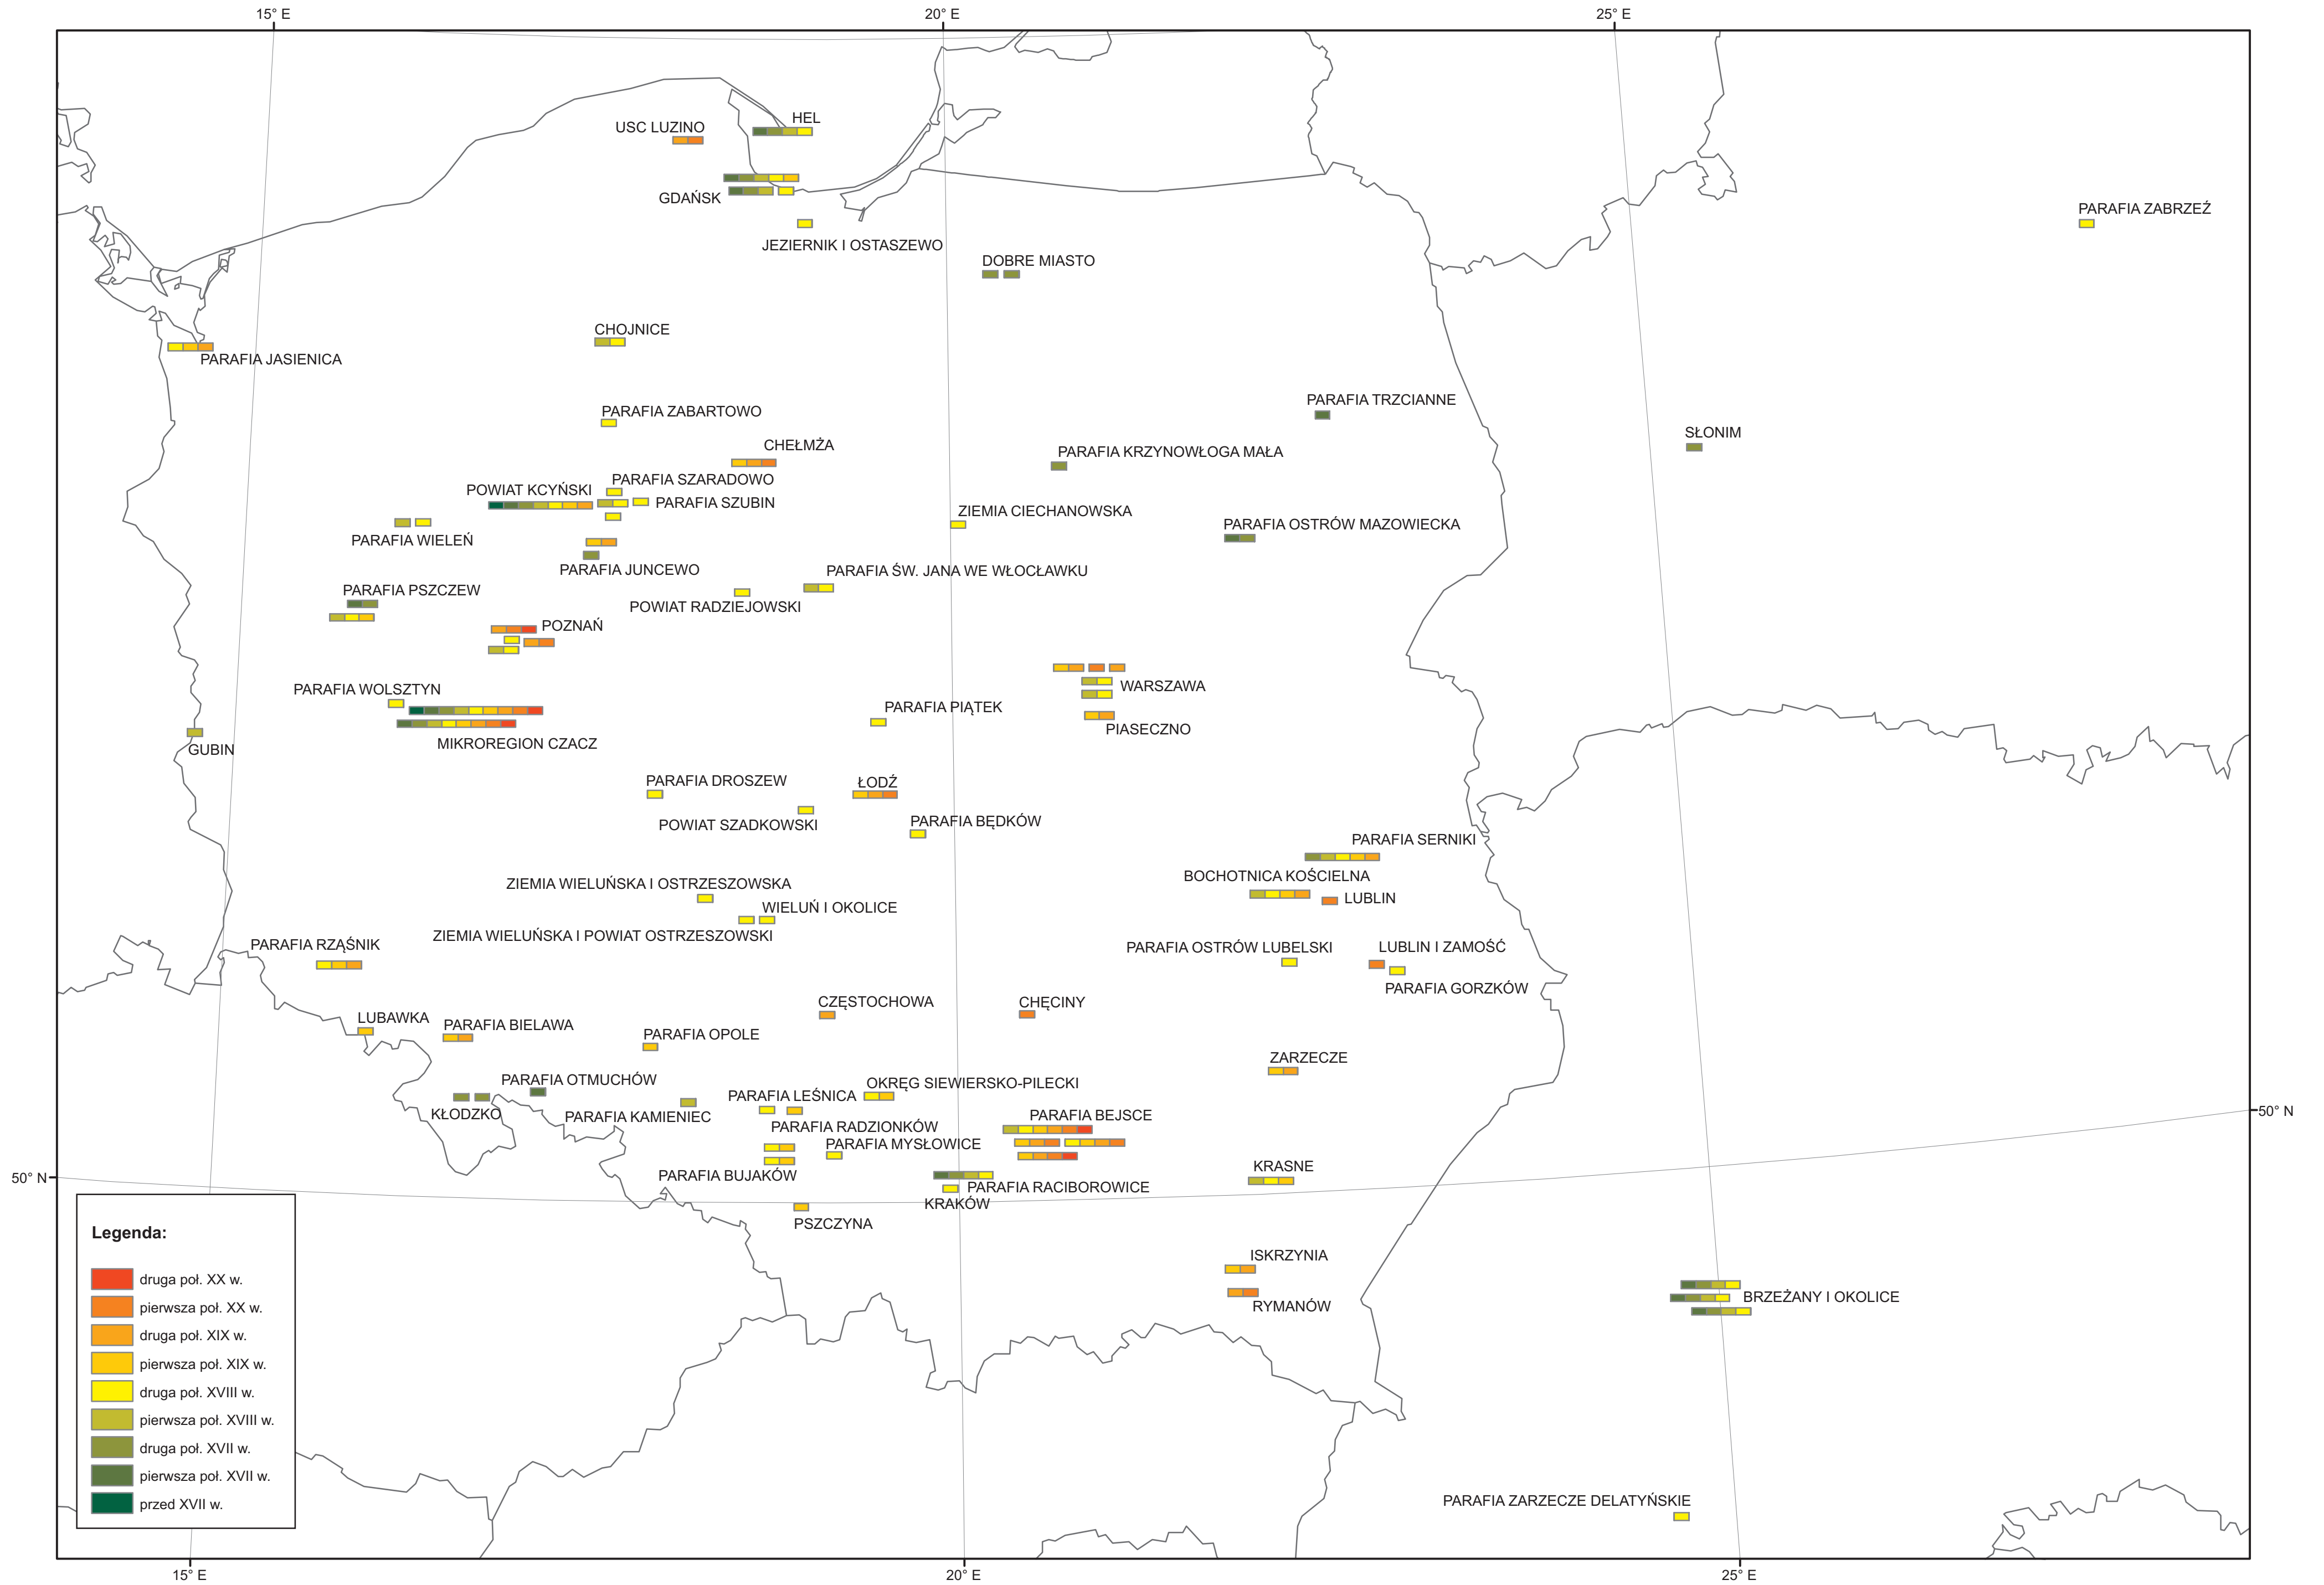 15° E
20° E
25° E
HEL
USC LUZINO
GDAŃSK
PARAFIA ZABRZEŹ
JEZIERNIK I OSTASZEWO
DOBRE MIASTO
CHOJNICE
PARAFIA JASIENICA
PARAFIA TRZCIANNE
PARAFIA ZABARTOWO
SŁONIM
CHEŁMŻA
PARAFIA KRZYNOWŁOGA MAŁA
PARAFIA SZARADOWO
POWIAT KCYŃSKI
PARAFIA SZUBIN
ZIEMIA CIECHANOWSKA
PARAFIA OSTRÓW MAZOWIECKA
PARAFIA WIELEŃ
PARAFIA JUNCEWO
PARAFIA ŚW. JANA WE WŁOCŁAWKU
PARAFIA PSZCZEW
POWIAT RADZIEJOWSKI
POZNAŃ
WARSZAWA
PARAFIA WOLSZTYN
PARAFIA PIĄTEK
PIASECZNO
MIKROREGION CZACZ
GUBIN
PARAFIA DROSZEW
ŁODŹ
POWIAT SZADKOWSKI
PARAFIA BĘDKÓW
PARAFIA SERNIKI
BOCHOTNICA KOŚCIELNA
ZIEMIA WIELUŃSKA I OSTRZESZOWSKA
LUBLIN
WIELUŃ I OKOLICE
ZIEMIA WIELUŃSKA I POWIAT OSTRZESZOWSKI
PARAFIA RZĄŚNIK
PARAFIA OSTRÓW LUBELSKI
LUBLIN I ZAMOŚĆ
PARAFIA GORZKÓW
CZĘSTOCHOWA
CHĘCINY
LUBAWKA
PARAFIA BIELAWA
PARAFIA OPOLE
ZARZECZE
PARAFIA OTMUCHÓW
OKRĘG SIEWIERSKO-PILECKI
PARAFIA LEŚNICA
KŁODZKO
PARAFIA KAMIENIEC
PARAFIA BEJSCE
50° N
PARAFIA RADZIONKÓW
PARAFIA MYSŁOWICE
KRASNE
PARAFIA BUJAKÓW
50° N
PARAFIA RACIBOROWICE
KRAKÓW
PSZCZYNA
Legenda:
ISKRZYNIA
druga poł. XX w.
BRZEŻANY I OKOLICE
pierwsza poł. XX w.
RYMANÓW
druga poł. XIX w.
pierwsza poł. XIX w.
druga poł. XVIII w.
pierwsza poł. XVIII w.
druga poł. XVII w.
pierwsza poł. XVII w.
przed XVII w.
PARAFIA ZARZECZE DELATYŃSKIE
15° E
20° E
25° E